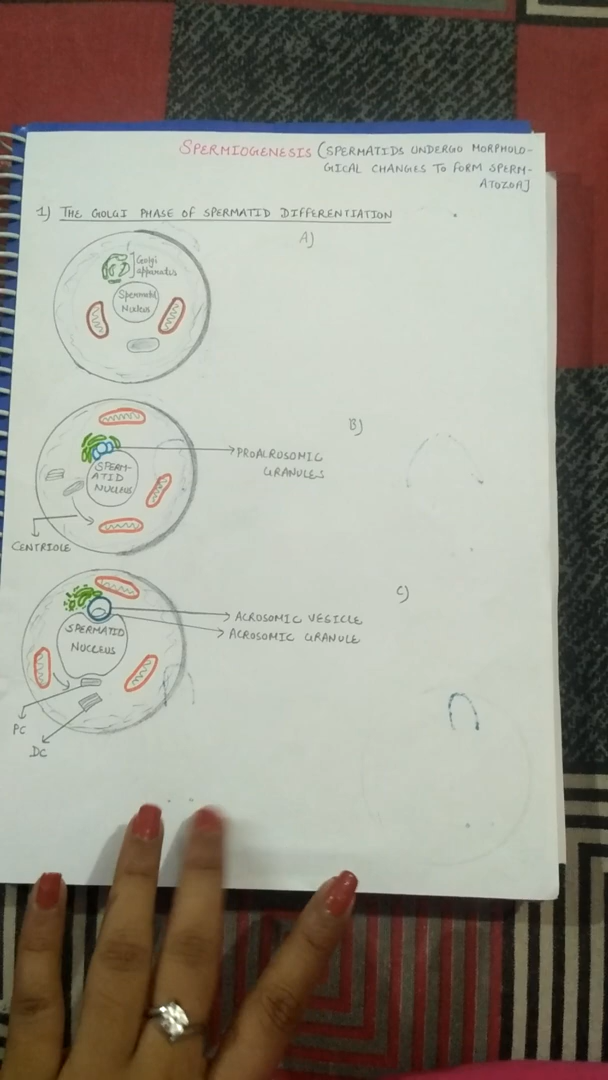 SPERMIOGENESIS (SPERMATIDS UNDERGO MORPHOLO-
GICAL CHANGES TO FORM SPERM-
ATOZOA]
1) THE GOLGI PHASE OF SPERMATID DIFFERENTIATION
A)
Golgi
apparatus
Spermatid
Nucleus
B)
PROACROSOMIC
GRANULES
SPERM-
ATID
NUCLEUS
CENTRIOLE
C)
ACROSOMIC VESICLE
ACROSOMIC GRANULE
SPERMATID
NUCLEUS
PC
DC